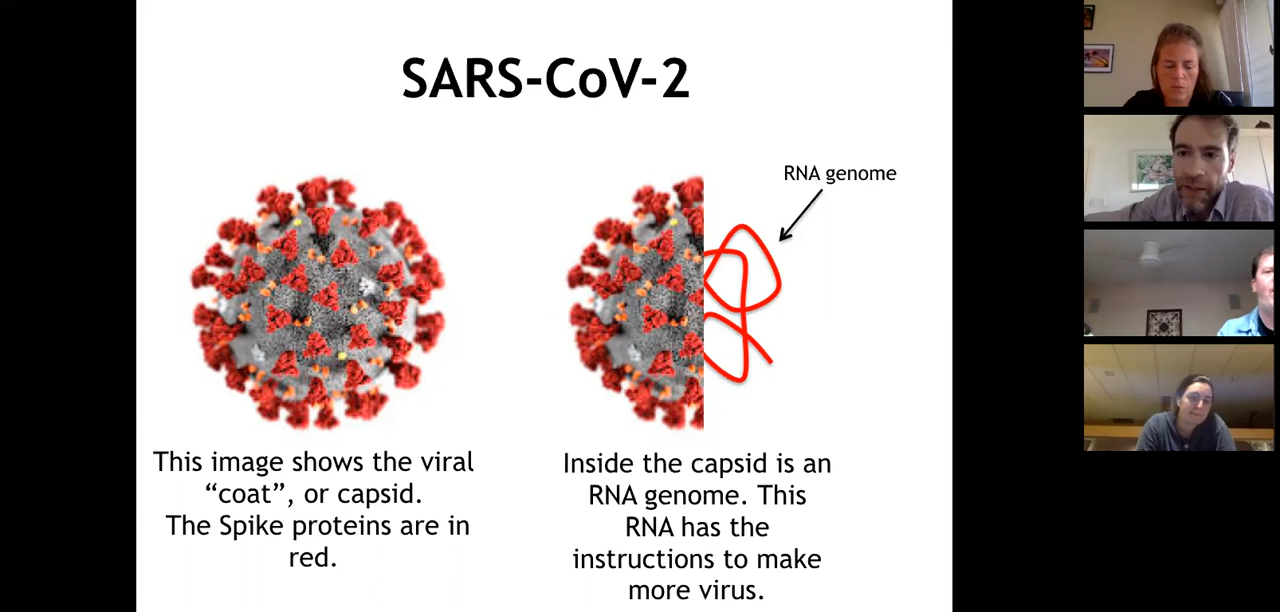 SARS-CoV-2
RNA genome
This image shows the viral
“coat”, or capsid.
The Spike proteins are in
red.
Inside the capsid is an
RNA genome. This
RNA has the
instructions to make
more virus.